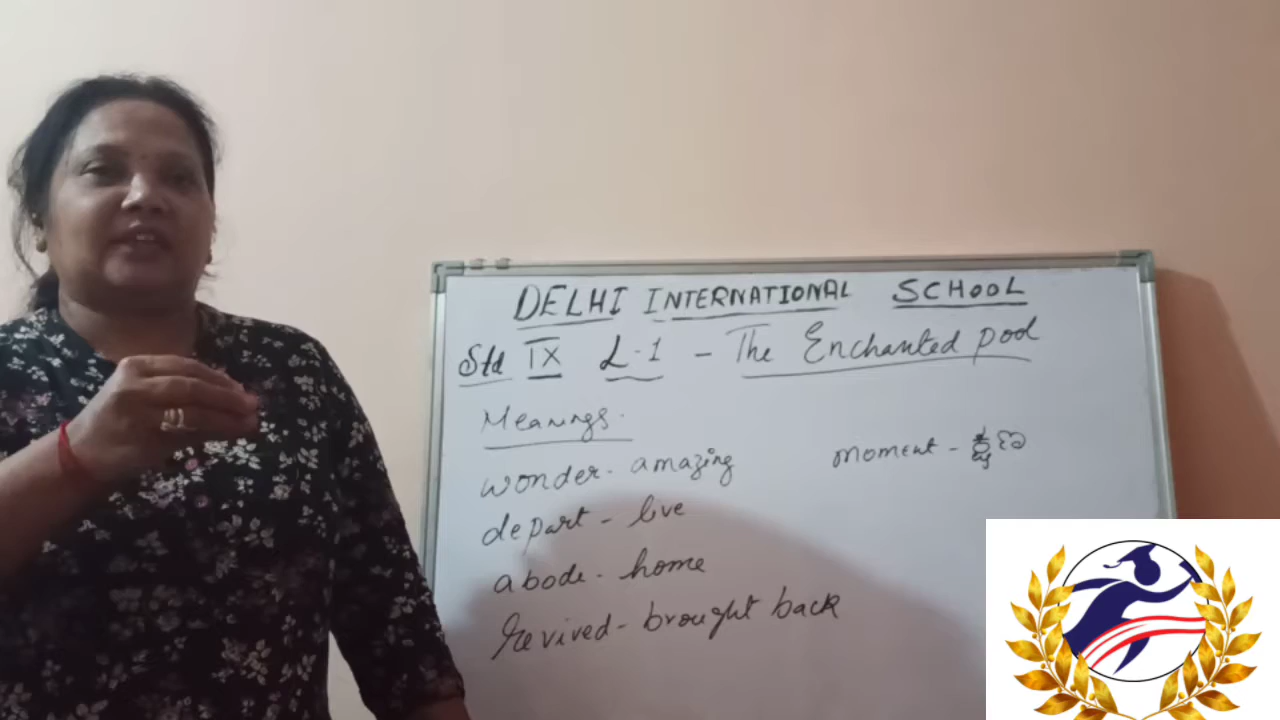 DELHI INTERNATIONAL SCHOOL
Std IX L.1 - The Enchanted pool
Meanings.
wonder - amazing moment - ಕ್ಷಣ
depart - live
abode - home
Revived - brought back